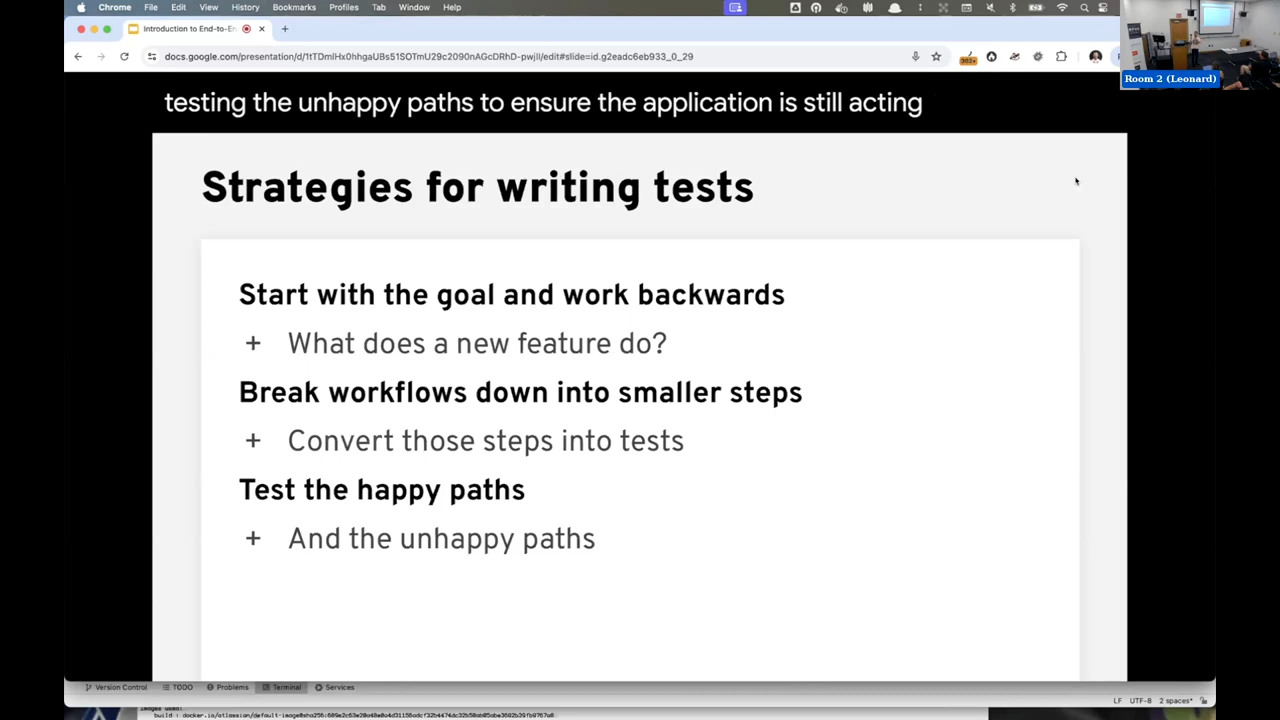 Chrome File Edit View History Bookmarks Profiles Tab Window Help
Introduction to End-to-En
docs.google.com/presentation/d/1tTDmlHx0hhgaUBs51SOTmU29c2090nAGcDRhD-pwjlI/edit#slide=id.g2eadc6eb933_0_29
Room 2 (Leonard)
testing the unhappy paths to ensure the application is still acting
Strategies for writing tests
Start with the goal and work backwards
+ What does a new feature do?
Break workflows down into smaller steps
+ Convert those steps into tests
Test the happy paths
+ And the unhappy paths
Version Control TODO Problems Terminal Services
LF UTF-8 2 spaces*